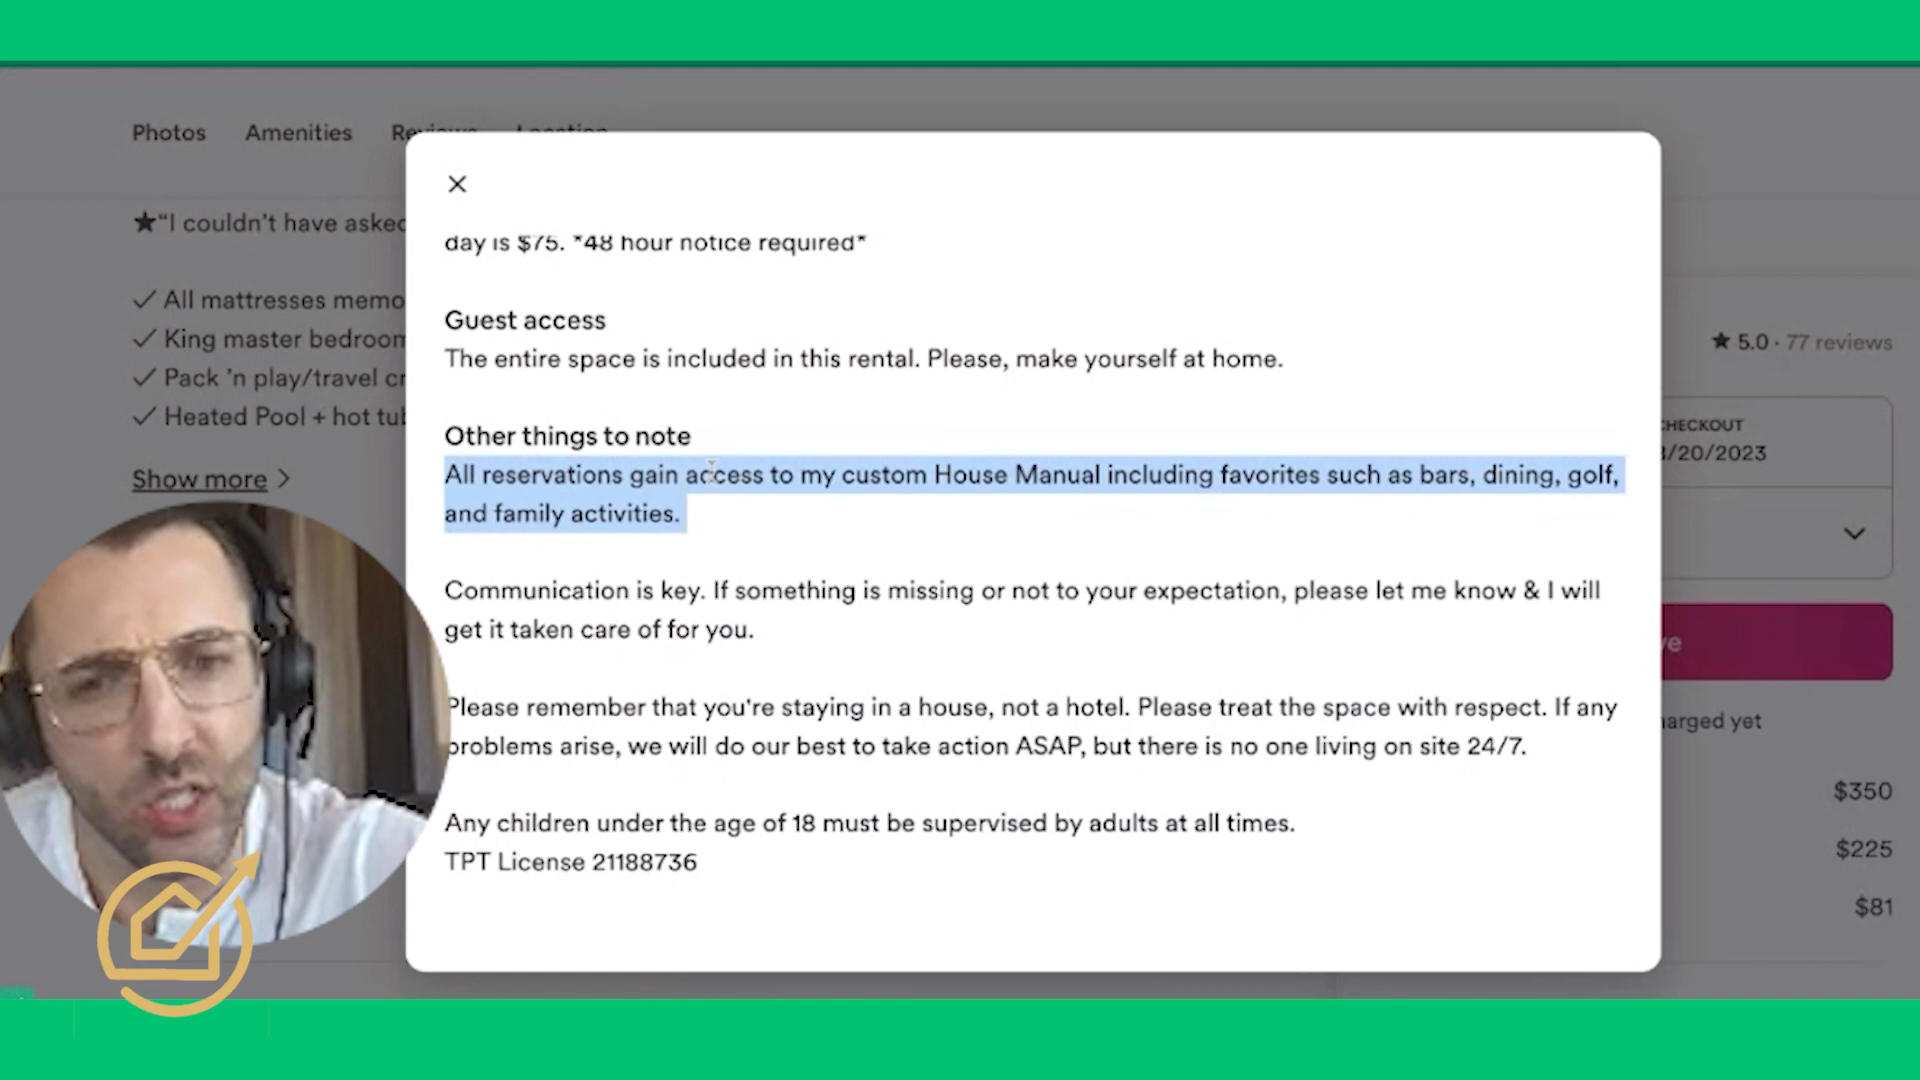 Photos Amenities Reviews Location
★"I couldn't have asked
✓ All mattresses memo
✓ King master bedroom
✓ Pack 'n play/travel cr
✓ Heated Pool + hot tub
Show more >
day is $75. *48 hour notice required*
Guest access
The entire space is included in this rental. Please, make yourself at home.
Other things to note
All reservations gain access to my custom House Manual including favorites such as bars, dining, golf,
and family activities.
Communication is key. If something is missing or not to your expectation, please let me know & I will
get it taken care of for you.
Please remember that you're staying in a house, not a hotel. Please treat the space with respect. If any
problems arise, we will do our best to take action ASAP, but there is no one living on site 24/7.
Any children under the age of 18 must be supervised by adults at all times.
TPT License 21188736
★ 5.0 · 77 reviews
CHECKOUT
/20/2023
ve
arged yet
$350
$225
$81